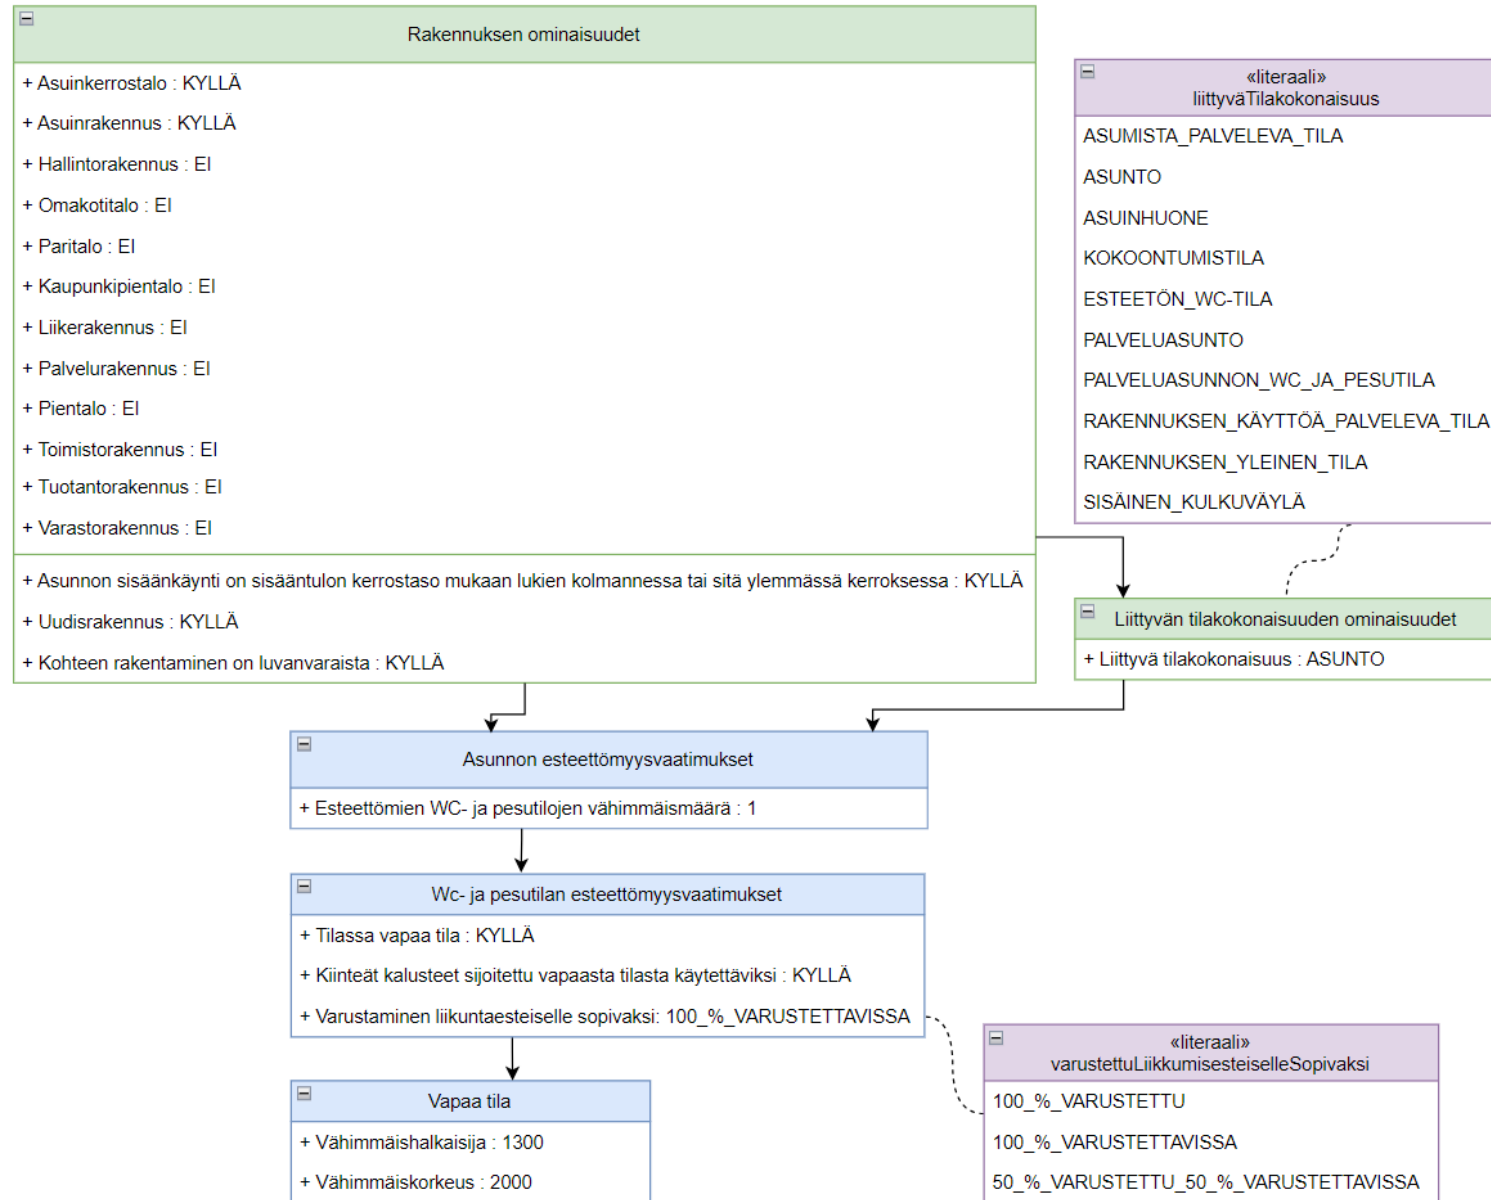 Rakennuksen ominaisuudet
+ Asuinkerrostalo : KYLLÄ
+ Asuinrakennus : KYLLÄ
+ Hallintorakennus : EI
+ Omakotitalo : EI
+ Paritalo : EI
+ Kaupunkipientalo : EI
+ Liikerakennus : EI
+ Palvelurakennus : EI
+ Pientalo : EI
+ Toimistorakennus : EI
+ Tuotantorakennus : EI
+ Varastorakennus : EI
+ Asunnon sisäänkäynti on sisääntulon kerrostaso mukaan lukien kolmannessa tai sitä ylemmässä kerroksessa : KYLLÄ
+ Uudisrakennus : KYLLÄ
+ Kohteen rakentaminen on luvanvaraista : KYLLÄ
«literaali»
liittyväTilakokonaisuus
ASUMISTA_PALVELEVA_TILA
ASUNTO
ASUINHUONE
KOKOONTUMISTILA
ESTEETÖN_WC-TILA
PALVELUASUNTO
PALVELUASUNNON_WC_JA_PESUTILA
RAKENNUKSEN_KÄYTTÖÄ_PALVELEVA_TILA
RAKENNUKSEN_YLEINEN_TILA
SISÄINEN_KULKUVÄYLÄ
Liittyvän tilakokonaisuuden ominaisuudet
+ Liittyvä tilakokonaisuus : ASUNTO
Asunnon esteettömyysvaatimukset
+ Esteettömien WC- ja pesutilojen vähimmäismäärä : 1
Wc- ja pesutilan esteettömyysvaatimukset
+ Tilassa vapaa tila : KYLLÄ
+ Kiinteät kalusteet sijoitettu vapaasta tilasta käytettäviksi : KYLLÄ
+ Varustaminen liikuntaesteiselle sopivaksi: 100_%_VARUSTETTAVISSA
Vapaa tila
+ Vähimmäishalkaisija : 1300
+ Vähimmäiskorkeus : 2000
«literaali»
varustettuLiikkumisesteiselleSopivaksi
100_%_VARUSTETTU
100_%_VARUSTETTAVISSA
50_%_VARUSTETTU_50_%_VARUSTETTAVISSA